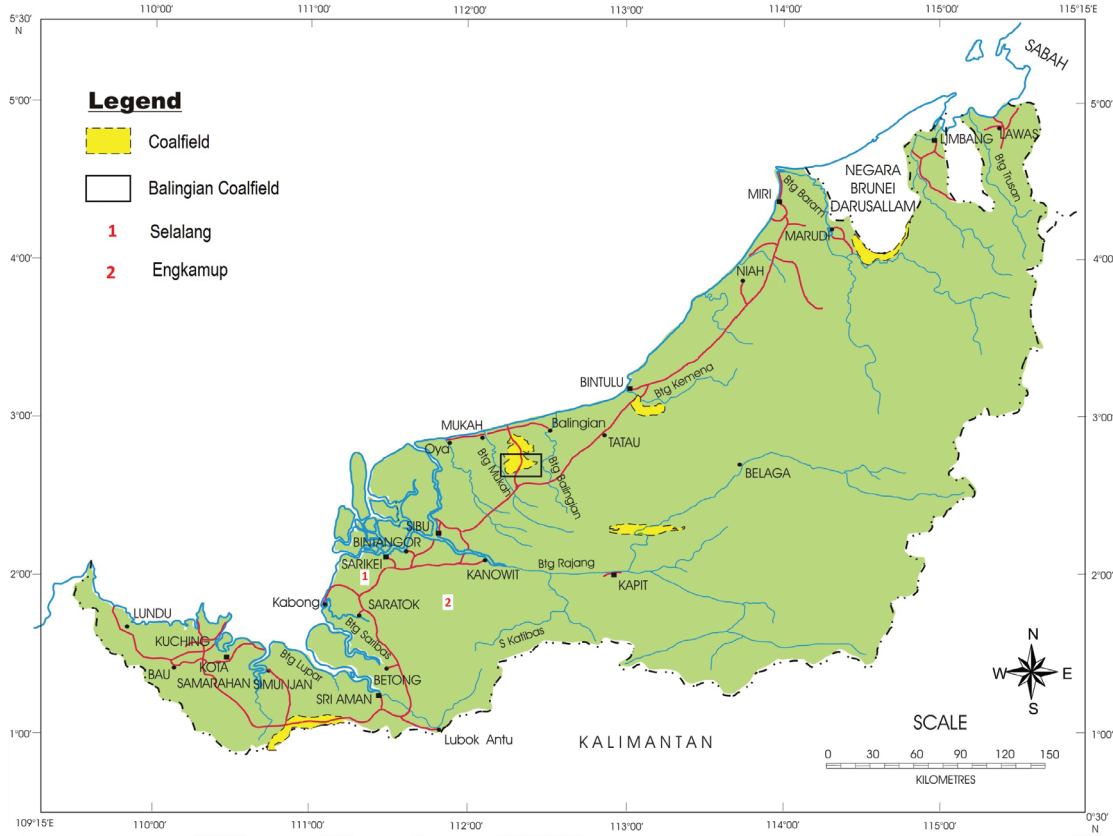 110°00'
111°00'
112°00'
113°00'
114°00'
115°00'
115°15'E
5°30'
N
SABAH
Legend
Coalfield
Balingian Coalfield
1 Selalang
2 Engkamup
5°00'
5°00'
LIMBANG
LAWAS
Btg Trusan
NEGARA
BRUNEI
DARUSALLAM
MIRI
Btg Baram
MARUDI
4°00'
4°00'
NIAH
BINTULU
Btg Kemena
3°00'
3°00'
MUKAH
Balingian
Oya
TATAU
Btg Mukah
Btg Balingian
BELAGA
SIBU
BINTANGOR
SARIKEI
KANOWIT
Btg Rajang
KAPIT
2°00'
2°00'
1
2
Kabong
SARATOK
LUNDU
KUCHING
Btg Saribas
S Katibas
BAU
KOTA
SAMARAHAN
SIMUNJAN
Btg Lupar
BETONG
SRI AMAN
N
W
E
S
1°00'
1°00'
Lubok Antu
KALIMANTAN
SCALE
0 30 60 90 120 150
KILOMETRES
109°15'E
110°00'
111°00'
112°00'
113°00'
114°00'
115°00'
0°30'
N